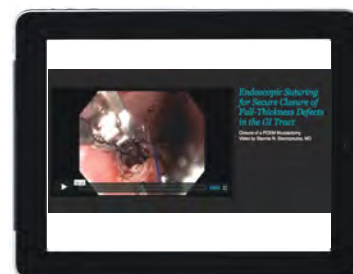 Endoscopic Suturing
for Secure Closure of
Full-Thickness Defects
in the GI Tract
Closure of a POEM Mucosotomy
Video by Stavros N. Stavropoulos, MD